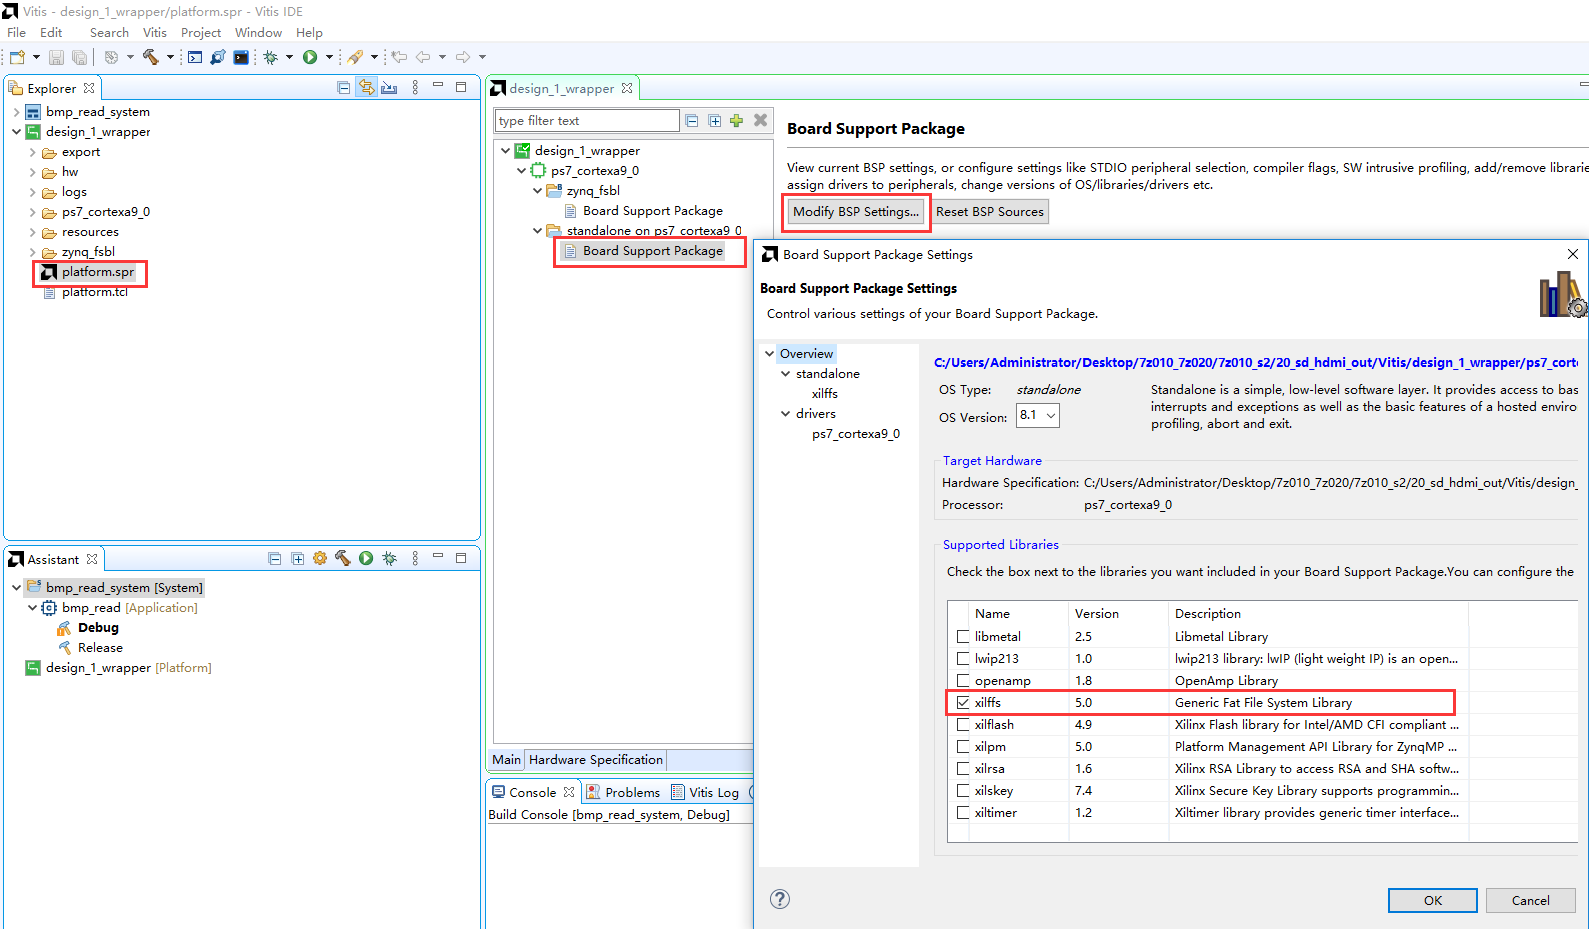 Vitis - design_1_wrapper/platform.spr - Vitis IDE
File Edit Search Vitis Project Window Help
Explorer
bmp_read_system
design_1_wrapper
export
hw
logs
ps7_cortexa9_0
resources
zynq_fsbl
platform.spr
platform.tcl
Assistant
bmp_read_system [System]
bmp_read [Application]
Debug
Release
design_1_wrapper [Platform]
design_1_wrapper
type filter text
design_1_wrapper
ps7_cortexa9_0
zynq_fsbl
Board Support Package
standalone on ps7_cortexa9_0
Board Support Package
Main Hardware Specification
Console Problems Vitis Log
Build Console [bmp_read_system, Debug]
Board Support Package
View current BSP settings, or configure settings like STDIO peripheral selection, compiler flags, SW intrusive profiling, add/remove librarie
assign drivers to peripherals, change versions of OS/libraries/drivers etc.
Modify BSP Settings... Reset BSP Sources
Board Support Package Settings
Board Support Package Settings
Control various settings of your Board Support Package.
Overview
standalone
xilffs
drivers
ps7_cortexa9_0
C:/Users/Administrator/Desktop/7z010_7z020/7z010_s2/20_sd_hdmi_out/Vitis/design_1_wrapper/ps7_corte
OS Type: standalone
OS Version: 8.1
Standalone is a simple, low-level software layer. It provides access to bas
interrupts and exceptions as well as the basic features of a hosted enviro
profiling, abort and exit.
Target Hardware
Hardware Specification: C:/Users/Administrator/Desktop/7z010_7z020/7z010_s2/20_sd_hdmi_out/Vitis/design_
Processor: ps7_cortexa9_0
Supported Libraries
Check the box next to the libraries you want included in your Board Support Package.You can configure the
Name Version Description
libmetal 2.5 Libmetal Library
lwip213 1.0 lwip213 library: lwIP (light weight IP) is an open...
openamp 1.8 OpenAmp Library
xilffs 5.0 Generic Fat File System Library
xilflash 4.9 Xilinx Flash library for Intel/AMD CFI compliant ...
xilpm 5.0 Platform Management API Library for ZynqMP ...
xilrsa 1.6 Xilinx RSA Library to access RSA and SHA softw...
xilskey 7.4 Xilinx Secure Key Library supports programmin...
xiltimer 1.2 Xiltimer library provides generic timer interface...
? OK Cancel